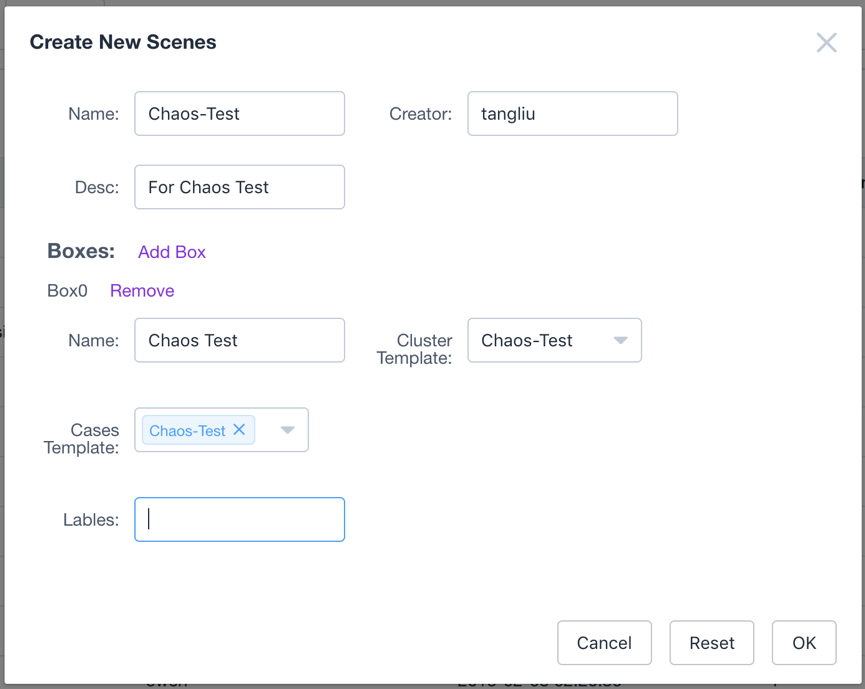 Create New Scenes
Name: Chaos-Test Creator: tangliu
Desc: For Chaos Test
Boxes: Add Box
Box0 Remove
Name: Chaos Test Cluster Template: Chaos-Test
Cases Template: Chaos-Test
Lables:
Cancel Reset OK